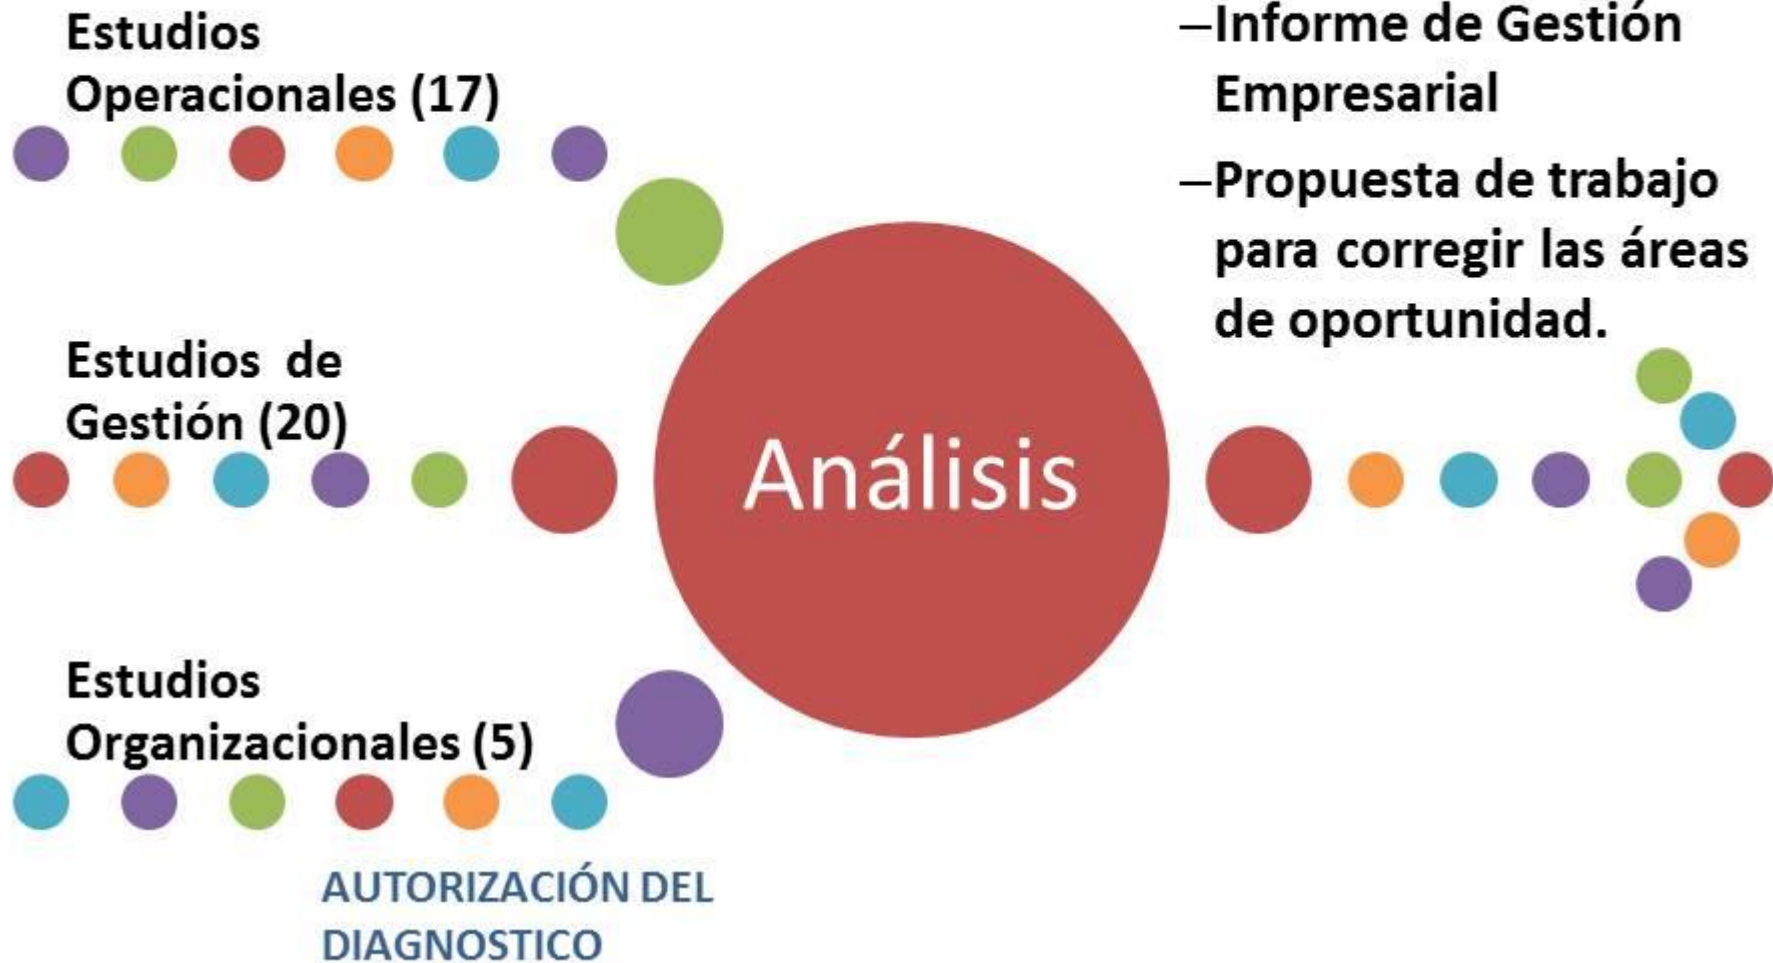 Estudios
Operacionales (17)
Estudios de
Gestión (20)
Estudios
Organizacionales (5)
AUTORIZACIÓN DEL
DIAGNOSTICO
Análisis
–Informe de Gestión
Empresarial
–Propuesta de trabajo
para corregir las áreas
de oportunidad.